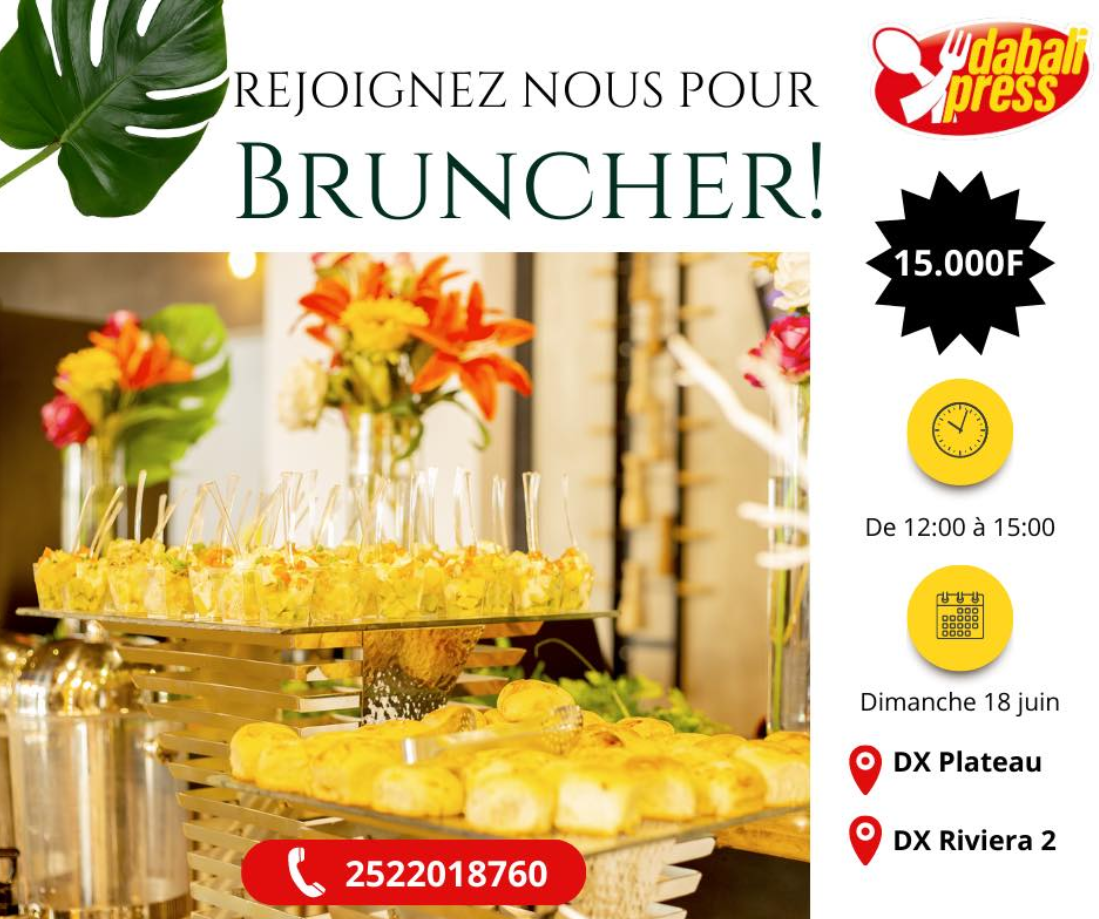 REJOIGNEZ NOUS POUR
BRUNCHER!
dabali
press
15.000F
De 12:00 à 15:00
Dimanche 18 juin
DX Plateau
DX Riviera 2
2522018760